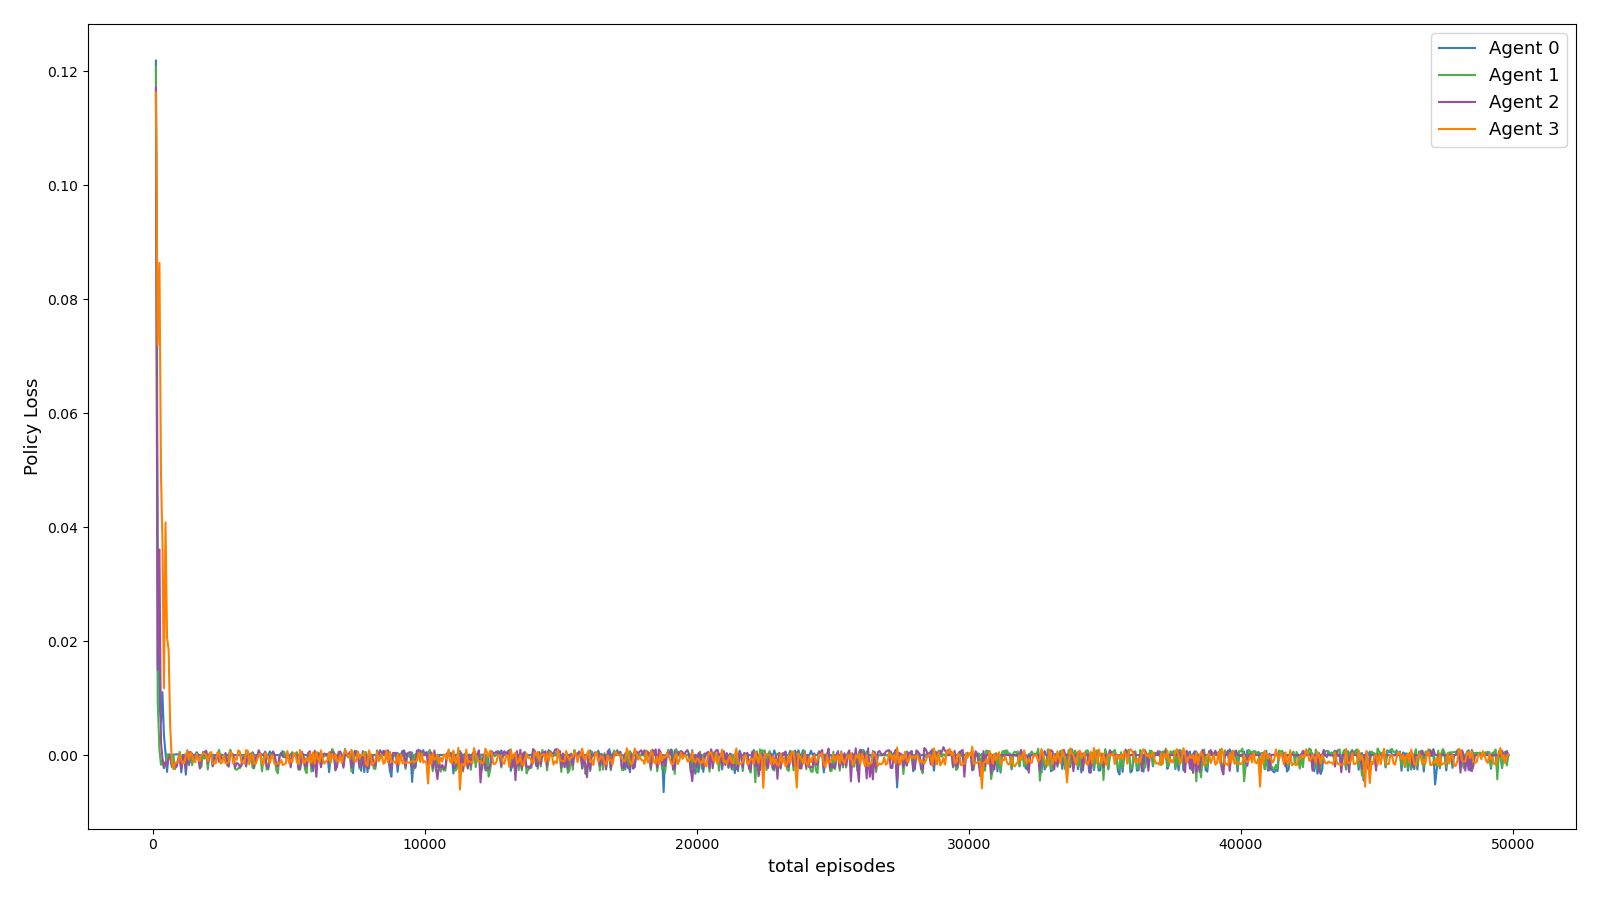 Agent 0
Agent 1
Agent 2
Agent 3
0.12
0.10
0.08
0.06
0.04
0.02
0.00
Policy Loss
0
10000
20000
30000
40000
50000
total episodes